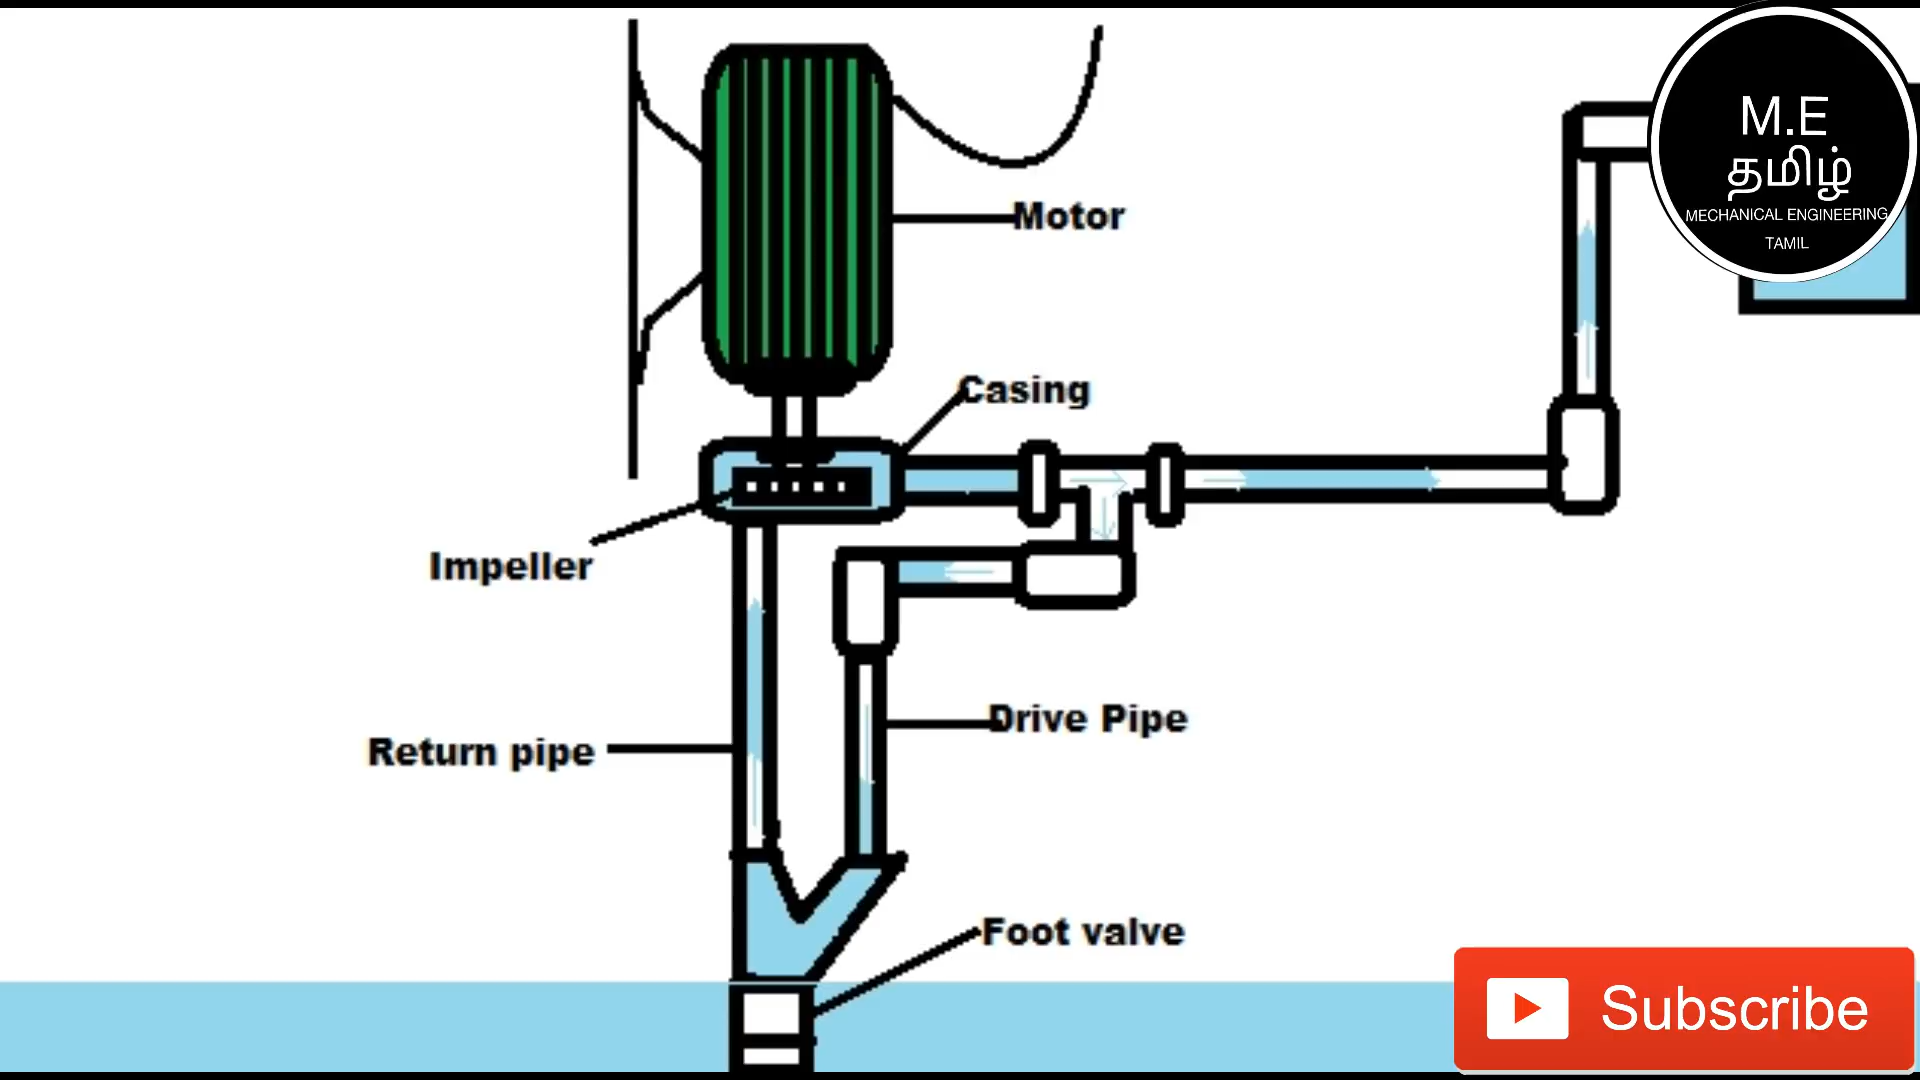 M.E
தமிழ்
MECHANICAL ENGINEERING
TAMIL
Motor
Casing
Impeller
Drive Pipe
Return pipe
Foot valve
Subscribe